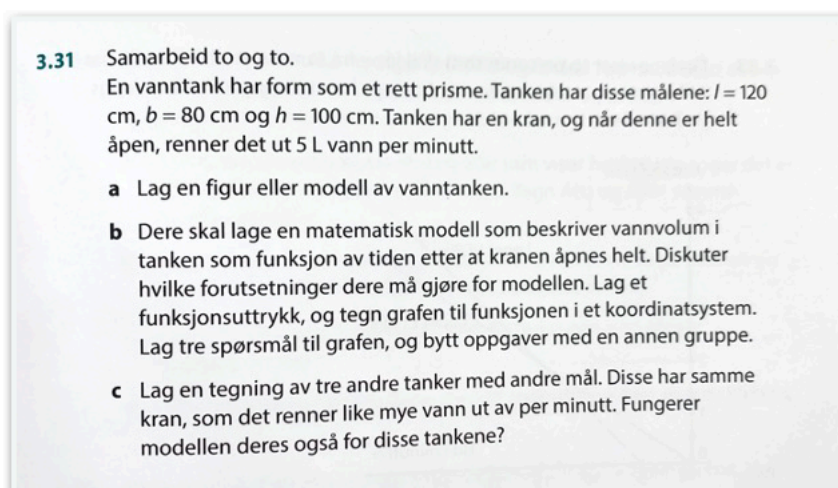 3.31 Samarbeid to og to.
En vanntank har form som et rett prisme. Tanken har disse målene: l = 120
cm, b = 80 cm og h = 100 cm. Tanken har en kran, og når denne er helt
åpen, renner det ut 5 L vann per minutt.
a Lag en figur eller modell av vanntanken.
b Dere skal lage en matematisk modell som beskriver vannvolum i
tanken som funksjon av tiden etter at kranen åpnes helt. Diskuter
hvilke forutsetninger dere må gjøre for modellen. Lag et
funksjonsuttrykk, og tegn grafen til funksjonen i et koordinatsystem.
Lag tre spørsmål til grafen, og bytt oppgaver med en annen gruppe.
c Lag en tegning av tre andre tanker med andre mål. Disse har samme
kran, som det renner like mye vann ut av per minutt. Fungerer
modellen deres også for disse tankene?